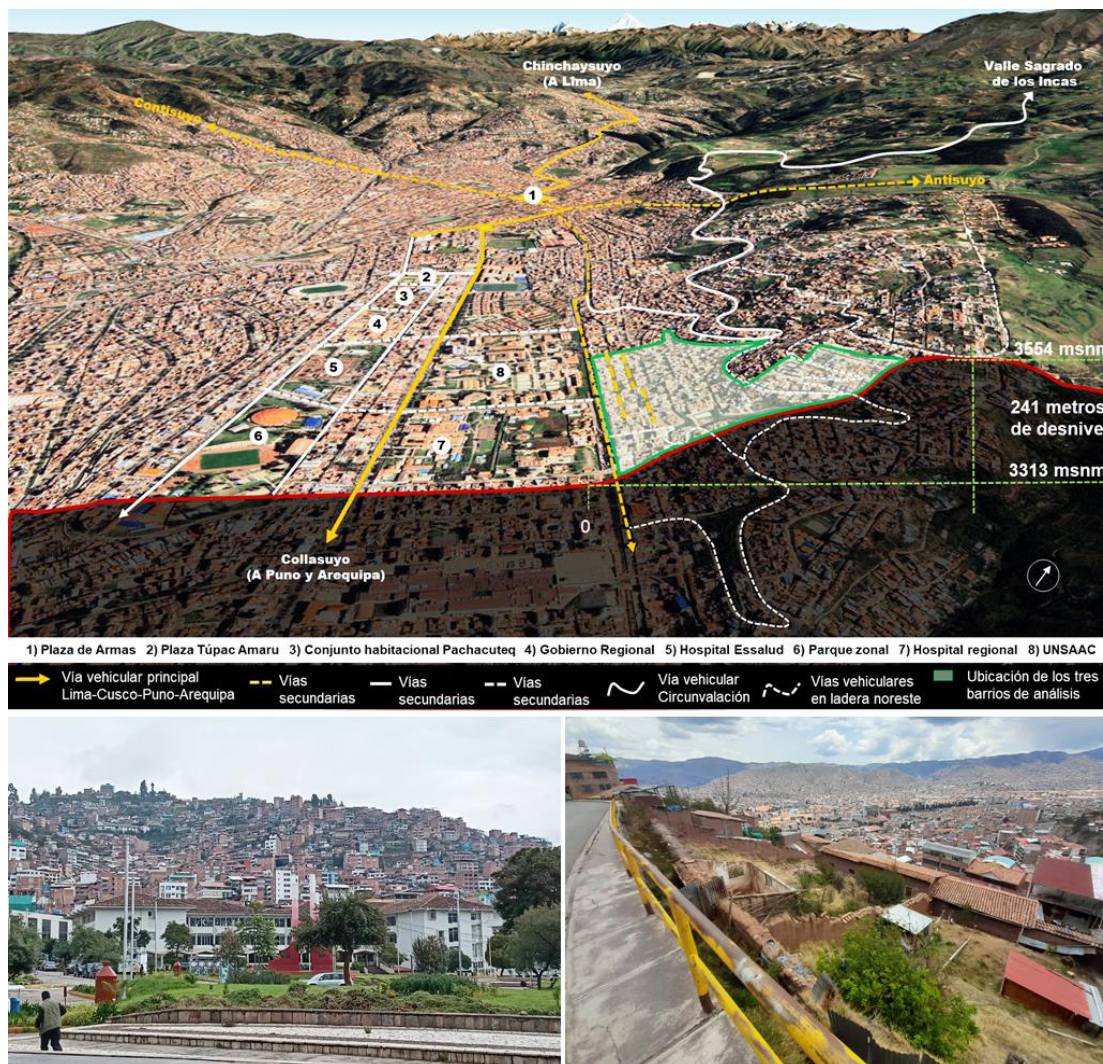 Chinchaysuyo
(A Lima)
Valle Sagrado
de los Incas
Contisuyo
Antisuyo
1
2
3
4
5
8
6
7
3554 msnm
241 metros
de desnivel
3313 msnm
0
Collasuyo
(A Puno y Arequipa)
1) Plaza de Armas 2) Plaza Túpac Amaru 3) Conjunto habitacional Pachacuteq 4) Gobierno Regional 5) Hospital Essalud 6) Parque zonal 7) Hospital regional 8) UNSAAC
Vía vehicular principal
Lima-Cusco-Puno-Arequipa
Vías
secundarias
Vías
secundarias
Vías
secundarias
Vía vehicular
Circunvalación
Vías vehiculares
en ladera noreste
Ubicación de los tres
barrios de análisis